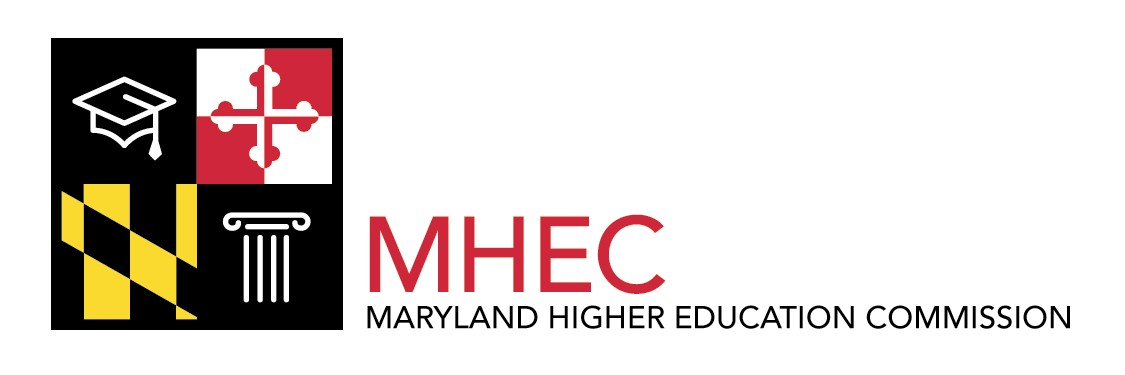 MHEC
MARYLAND HIGHER EDUCATION COMMISSION